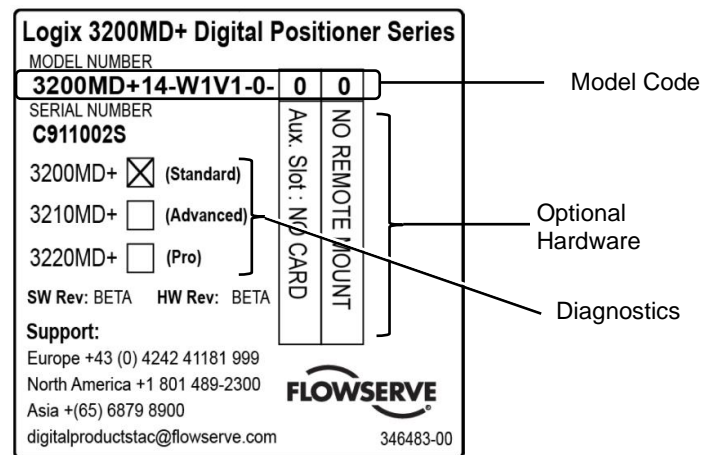 Logix 3200MD+ Digital Positioner Series
MODEL NUMBER
3200MD+14-W1V1-0- 0 0
SERIAL NUMBER
C911002S
3200MD+ (Standard)
3210MD+ (Advanced)
3220MD+ (Pro)
SW Rev: BETA HW Rev: BETA
Aux. Slot : NO CARD
NO REMOTE MOUNT
Support:
Europe +43 (0) 4242 41181 999
North America +1 801 489-2300
Asia +(65) 6879 8900
digitalproductstac@flowserve.com
FLOWSERVE
346483-00
Model Code
Optional
Hardware
Diagnostics